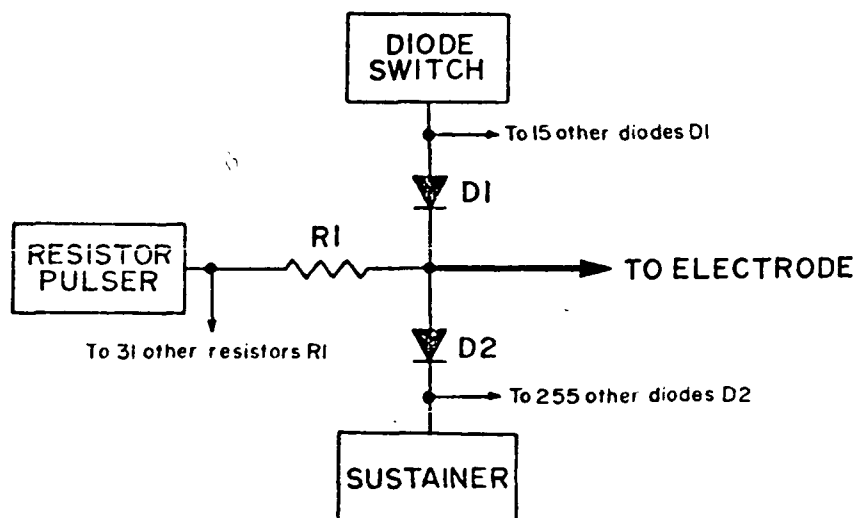 DIODE
SWITCH
To 15 other diodes D1
D1
R1
RESISTOR
PULSER
TO ELECTRODE
To 31 other resistors R1
D2
To 255 other diodes D2
SUSTAINER